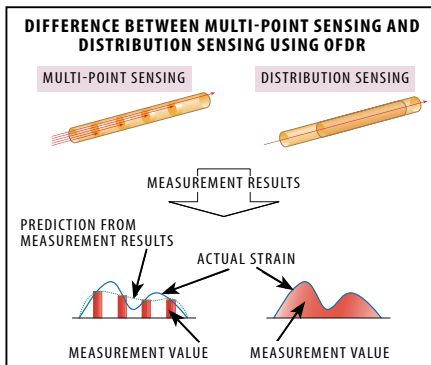 DIFFERENCE BETWEEN MULTI-POINT SENSING AND
DISTRIBUTION SENSING USING OFDR
MULTI-POINT SENSING
DISTRIBUTION SENSING
MEASUREMENT RESULTS
PREDICTION FROM
MEASUREMENT RESULTS
ACTUAL STRAIN
MEASUREMENT VALUE
MEASUREMENT VALUE